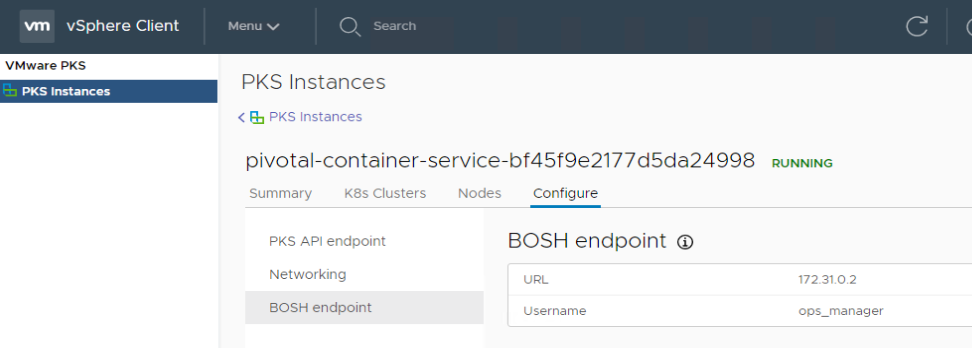 vm vSphere Client Menu Search
VMware PKS
PKS Instances
PKS Instances
PKS Instances
pivotal-container-service-bf45f9e2177d5da24998 RUNNING
Summary K8s Clusters Nodes Configure
PKS API endpoint
Networking
BOSH endpoint
BOSH endpoint
URL 172.31.0.2
Username ops_manager